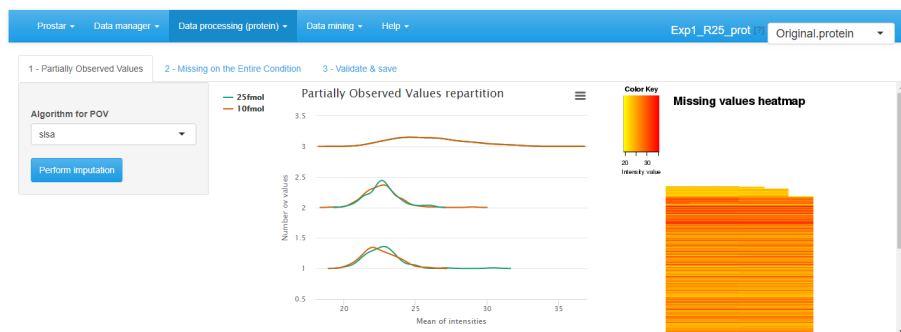 Prostar Data manager Data processing (protein) Data mining Help Exp1_R25_prot [?] Original.protein
1 - Partially Observed Values 2 - Missing on the Entire Condition 3 - Validate & save
Algorithm for POV
slsa
Perform imputation
25fmol
10fmol
Partially Observed Values repartition
Number ov values
3.5
3
2.5
2
1.5
1
0.5
20 25 30 35
Mean of intensities
Color Key
20 30
Intensity value
Missing values heatmap